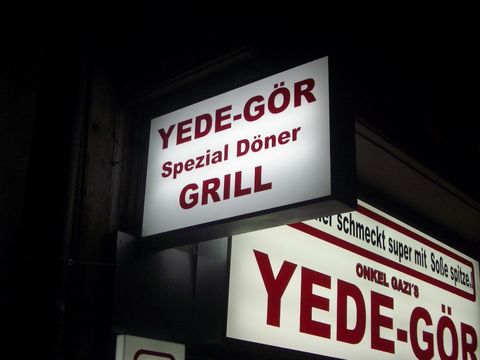 YEDE-GÖR
Spezial Döner
GRILL
schmeckt super mit Soße spitze!
ONKEL GAZI'S
YEDE-GÖR